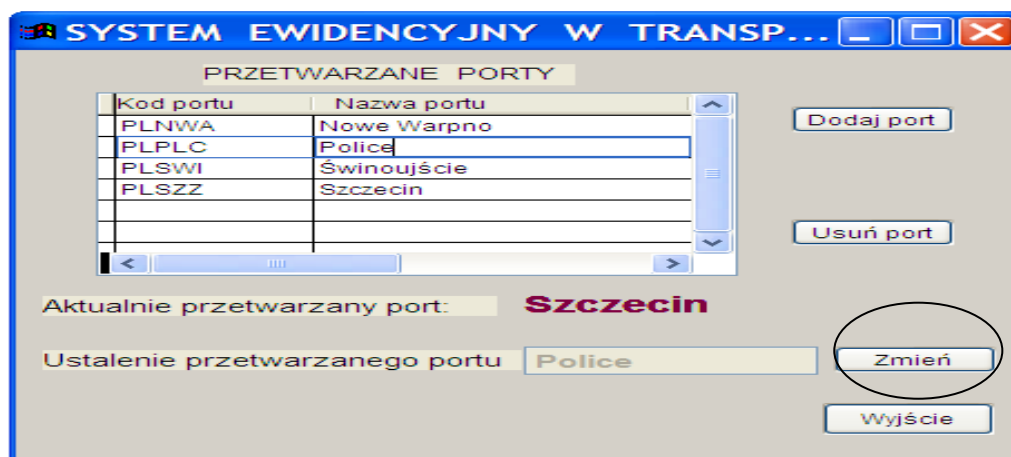 SYSTEM EWIDENCYJNY W TRANSP...
PRZETWARZANE PORTY
Kod portu Nazwa portu
PLNWA Nowe Warpno
PLPLC Police
PLSWI Świnoujście
PLSZZ Szczecin
Dodaj port
Usuń port
Aktualnie przetwarzany port: Szczecin
Ustalenie przetwarzanego portu Police Zmień
Wyjście